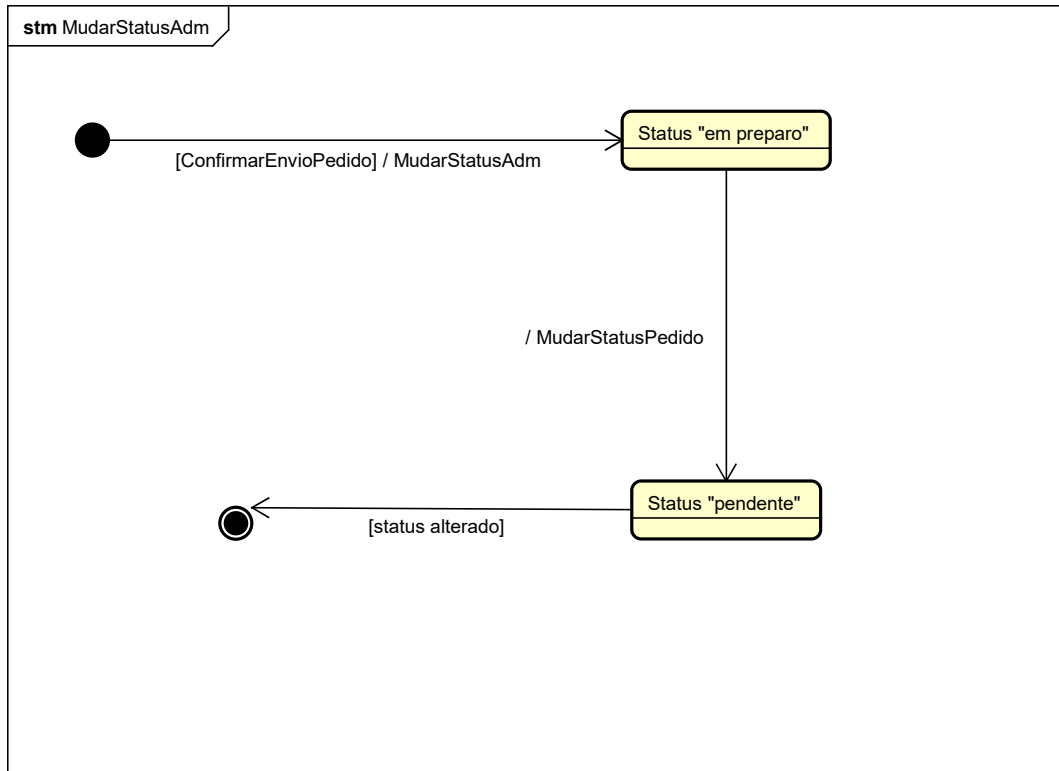 stm MudarStatusAdm
Status "em preparo"
[ConfirmarEnvioPedido] / MudarStatusAdm
/ MudarStatusPedido
Status "pendente"
[status alterado]